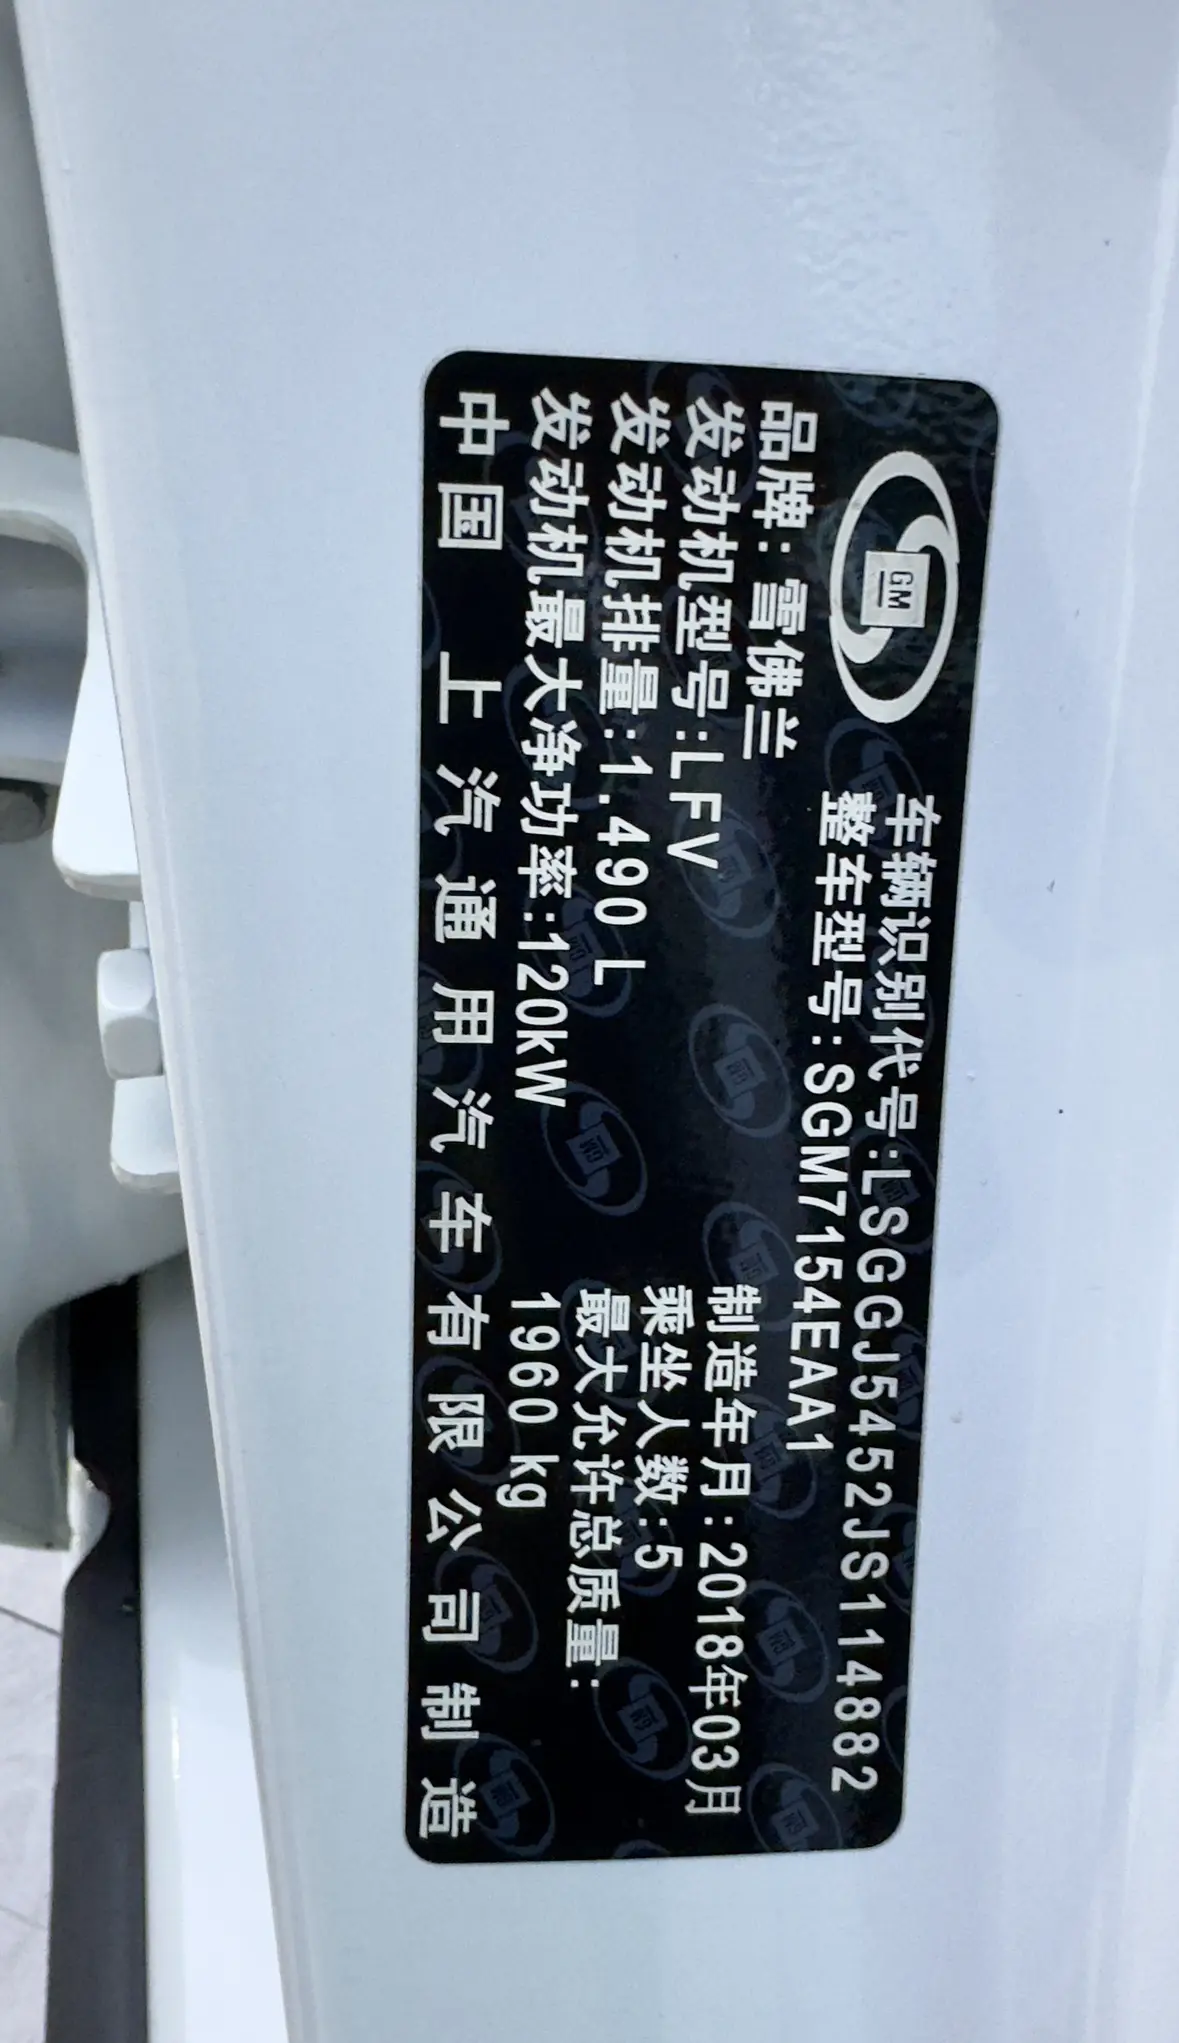 GM
车辆识别代号:LSGGJ5452JS114882
整车型号:SGM7154EAA1
品牌:雪佛兰
发动机型号:LFV
发动机排量:1.490 L
发动机最大净功率:120kW
制造年月:2018年03月
乘坐人数:5
最大允许总质量:
1960 kg
中国 上汽通用汽车有限公司制造